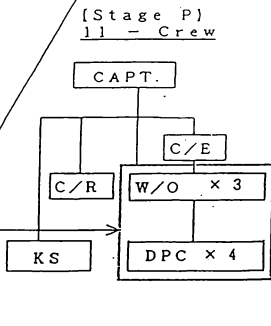 (Stage P)
11 - Crew
CAPT.
C/E
C/R
W/O × 3
KS
DPC × 4